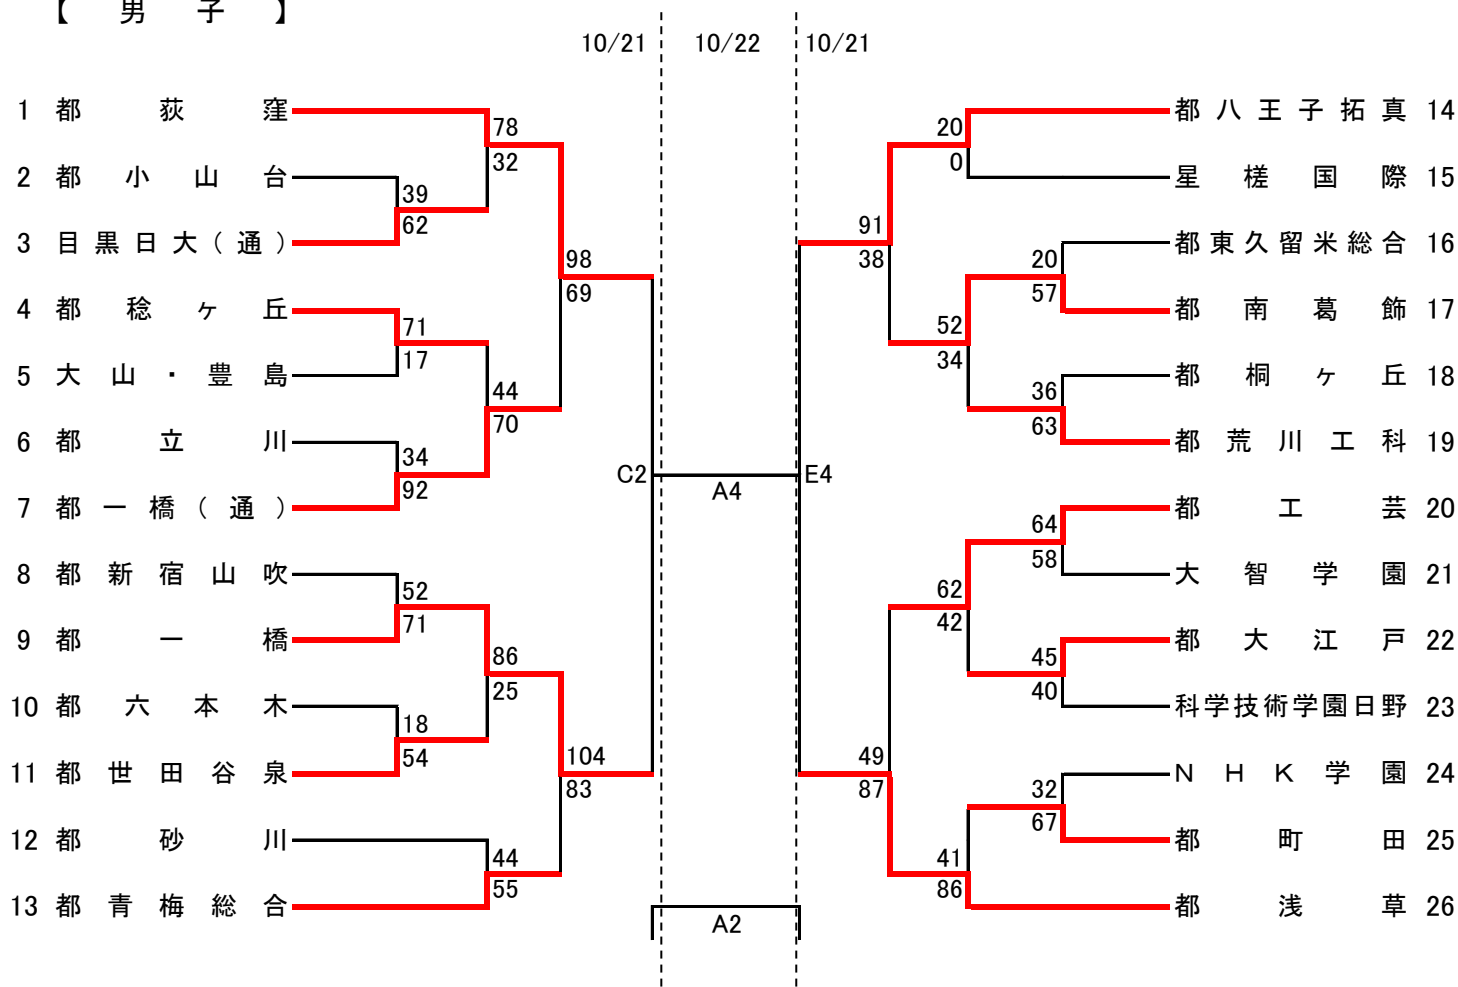 【 男 子 】
10/21 10/22 10/21
1 都荻窪
78
32
2 都小山台
39
62
3 目黒日大(通)
98
69
4 都稔ヶ丘
71
17
5 大山・豊島
44
70
6 都立川
34
92
7 都一橋(通)
8 都新宿山吹
52
71
9 都一橋
86
25
10 都六本木
18
54
11 都世田谷泉
104
83
12 都砂川
44
55
13 都青梅総合
C2
A4
E4
A2
都八王子拓真 14
20
0
星槎国際 15
91
38
都東久留米総合 16
20
57
都南葛飾 17
52
34
都桐ヶ丘 18
36
63
都荒川工科 19
都工芸 20
64
58
大智学園 21
62
42
都大江戸 22
45
40
科学技術学園日野 23
49
87
NHK学園 24
32
67
都町田 25
41
86
都浅草 26